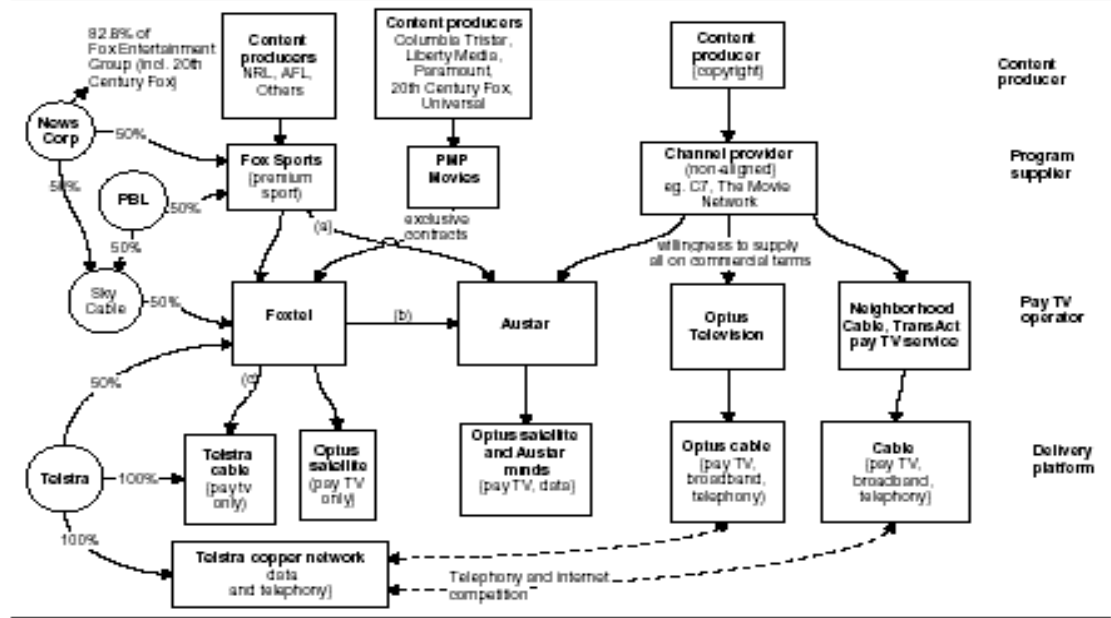 92.8% of
Fox Entertainment
Group (incl. 20th
Century Fox)
Content
producers
NRL, AFL,
Others
Content producers
Columbia Tristar,
Liberty Media,
Paramount,
20th Century Fox,
Universal
Content
producer
(copyright)
Content
producer
News
Corp
50%
Fox Sports
(premium
sport)
PMP
Movies
Channel provider
(non-aligned)
eg. C7, The Movie
Network
Program
supplier
50%
PBL
50%
(a)
exclusive
contracts
50%
willingness to supply
all on commercial terms
Sky
Cable
50%
Foxtel
(b)
Austar
Optus
Television
Neighborhood
Cable, TransAct
pay TV service
Pay TV
operator
50%
(c)
Telstra
100%
Telstra
cable
(pay tv
only)
Optus
satellite
(pay TV
only)
Optus satellite
and Austar
minds
(pay TV, data)
Optus cable
(pay TV,
broadband,
telephony)
Cable
(pay TV,
broadband,
telephony)
Delivery
platform
100%
Telstra copper network
data
and telephony)
Telephony and internet
competition